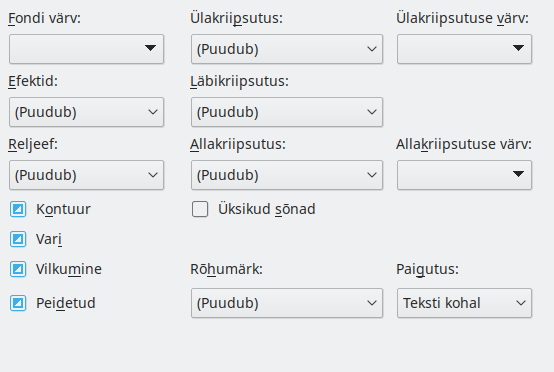 Fondi värv: Ülakriipsutus: Ülakriipsutuse värv:
(Puudub)
Efektid: Läbikriipsutus:
(Puudub) (Puudub)
Reljeef: Allakriipsutus: Allakriipsutuse värv:
(Puudub) (Puudub)
Kontuur Üksikud sõnad
Vari
Vilkumine Rõhumärk: Paigutus:
Peidetud (Puudub) Teksti kohal